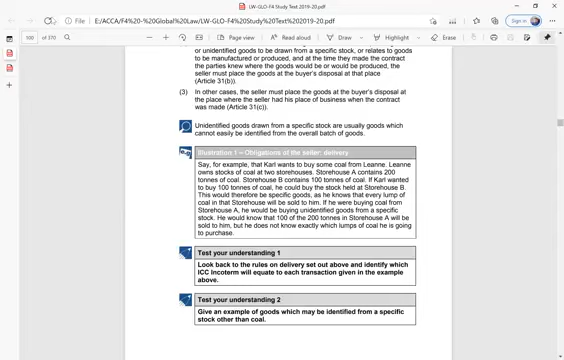 LW-GLO-F4 Study Test 2019-20.pdf
File | E:/ACCA/F4%20-%20Global%20Law/LW-GLO-F4%20Study%20Text%202019-20.pdf
Sign in
100 of 370
Page view | Read aloud | Draw | Highlight | Erase
or unidentified goods to be drawn from a specific stock, or relates to goods
to be manufactured or produced, and at the time they made the contract
the parties knew where the goods would be or would be produced, the
seller must place the goods at the buyer's disposal at that place
(Article 31(b)).
(3) In other cases, the seller must place the goods at the buyer's disposal at
the place where the seller had his place of business when the contract
was made (Article 31(c)).
Unidentified goods drawn from a specific stock are usually goods which
cannot easily be identified from the overall batch of goods.
e.g
Illustration 1 – Obligations of the seller: delivery
Say, for example, that Karl wants to buy some coal from Leanne. Leanne
owns stocks of coal at two storehouses. Storehouse A contains 200
tonnes of coal. Storehouse B contains 100 tonnes of coal. If Karl wanted
to buy 100 tonnes of coal, he could buy the stock held at Storehouse B.
This would therefore be specific goods, as he knows that every lump of
coal in that Storehouse will be sold to him. If he were buying coal from
Storehouse A, he would be buying unidentified goods from a specific
stock. He would know that 100 of the 200 tonnes in Storehouse A will be
sold to him, but he does not know exactly which lumps of coal he is going
to purchase.
Test your understanding 1
Look back to the rules on delivery set out above and identify which
ICC Incoterm will equate to each transaction given in the example
above.
Test your understanding 2
Give an example of goods which may be identified from a specific
stock other than coal.